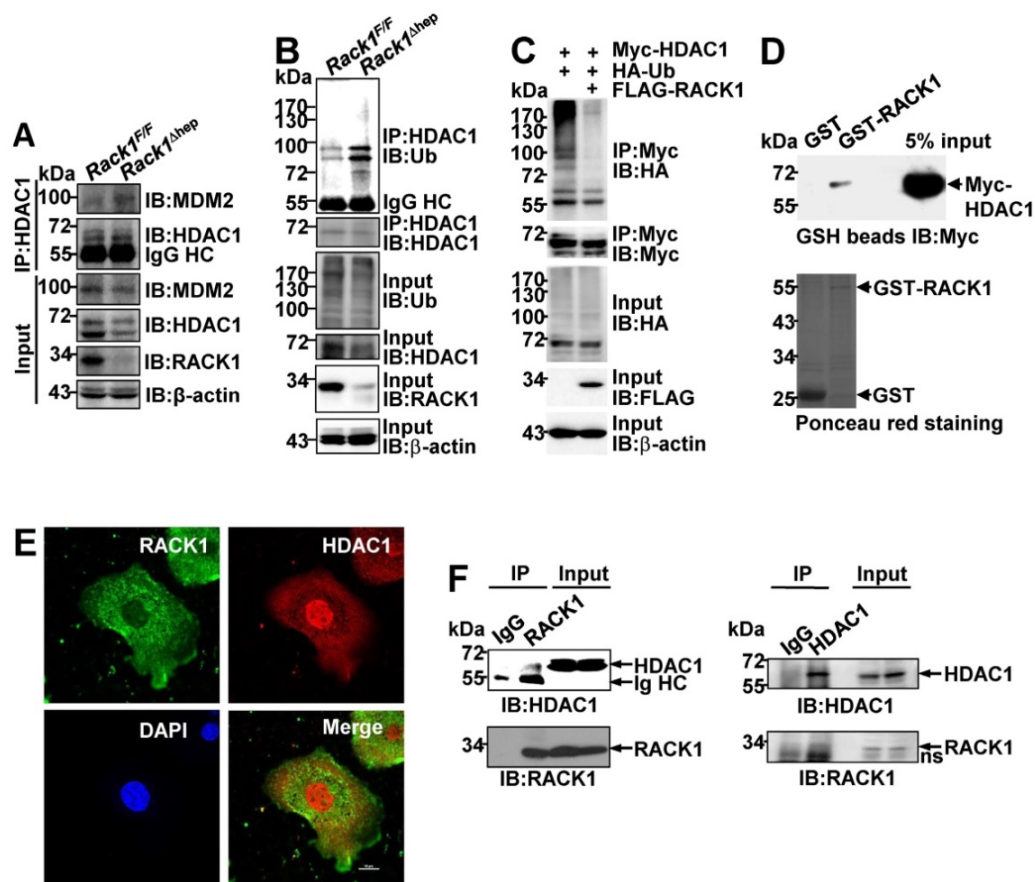 A
Rack1F/F
Rack1Δhep
kDa
IP:HDAC1
100
IB:MDM2
72
IB:HDAC1
55
IgG HC
Input
100
IB:MDM2
72
IB:HDAC1
55
34
IB:RACK1
43
IB:β-actin
B
Rack1F/F
Rack1Δhep
kDa
170
130
IP:HDAC1
100
IB:Ub
72
55
IgG HC
72
IP:HDAC1
IB:HDAC1
170
130
Input
100
IB:Ub
72
Input
IB:HDAC1
34
Input
IB:RACK1
43
Input
IB:β-actin
C
+ + Myc-HDAC1
+ + HA-Ub
+ FLAG-RACK1
kDa
170
130
100
IP:Myc
IB:HA
72
55
72
IP:Myc
55
IB:Myc
170
130
Input
100
IB:HA
72
34
Input
IB:FLAG
43
Input
IB:β-actin
D
GST
GST-RACK1
kDa
5% input
72
Myc-
HDAC1
55
GSH beads IB:Myc
55
GST-RACK1
43
34
25
GST
Ponceau red staining
E
RACK1
HDAC1
DAPI
Merge
F
IP Input
IgG
RACK1
kDa
72
HDAC1
55
Ig HC
IB:HDAC1
34
RACK1
IB:RACK1
IP Input
IgG
HDAC1
kDa
72
55
HDAC1
IB:HDAC1
34
RACK1
ns
IB:RACK1